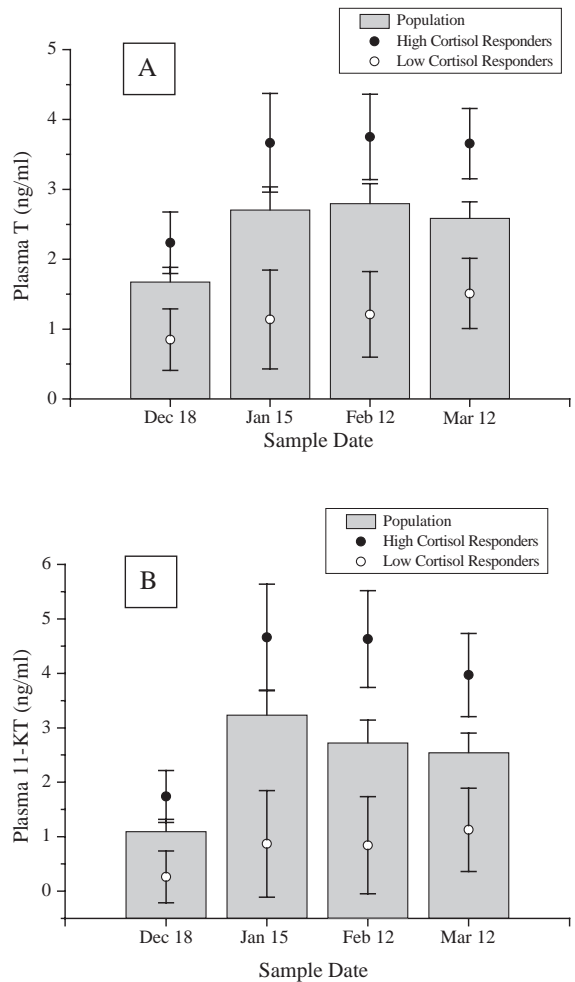 Population
High Cortisol Responders
Low Cortisol Responders
A
5
4
3
2
1
0
Plasma T (ng/ml)
Dec 18 Jan 15 Feb 12 Mar 12
Sample Date
Population
High Cortisol Responders
Low Cortisol Responders
B
6
5
4
3
2
1
0
Plasma 11-KT (ng/ml)
Dec 18 Jan 15 Feb 12 Mar 12
Sample Date